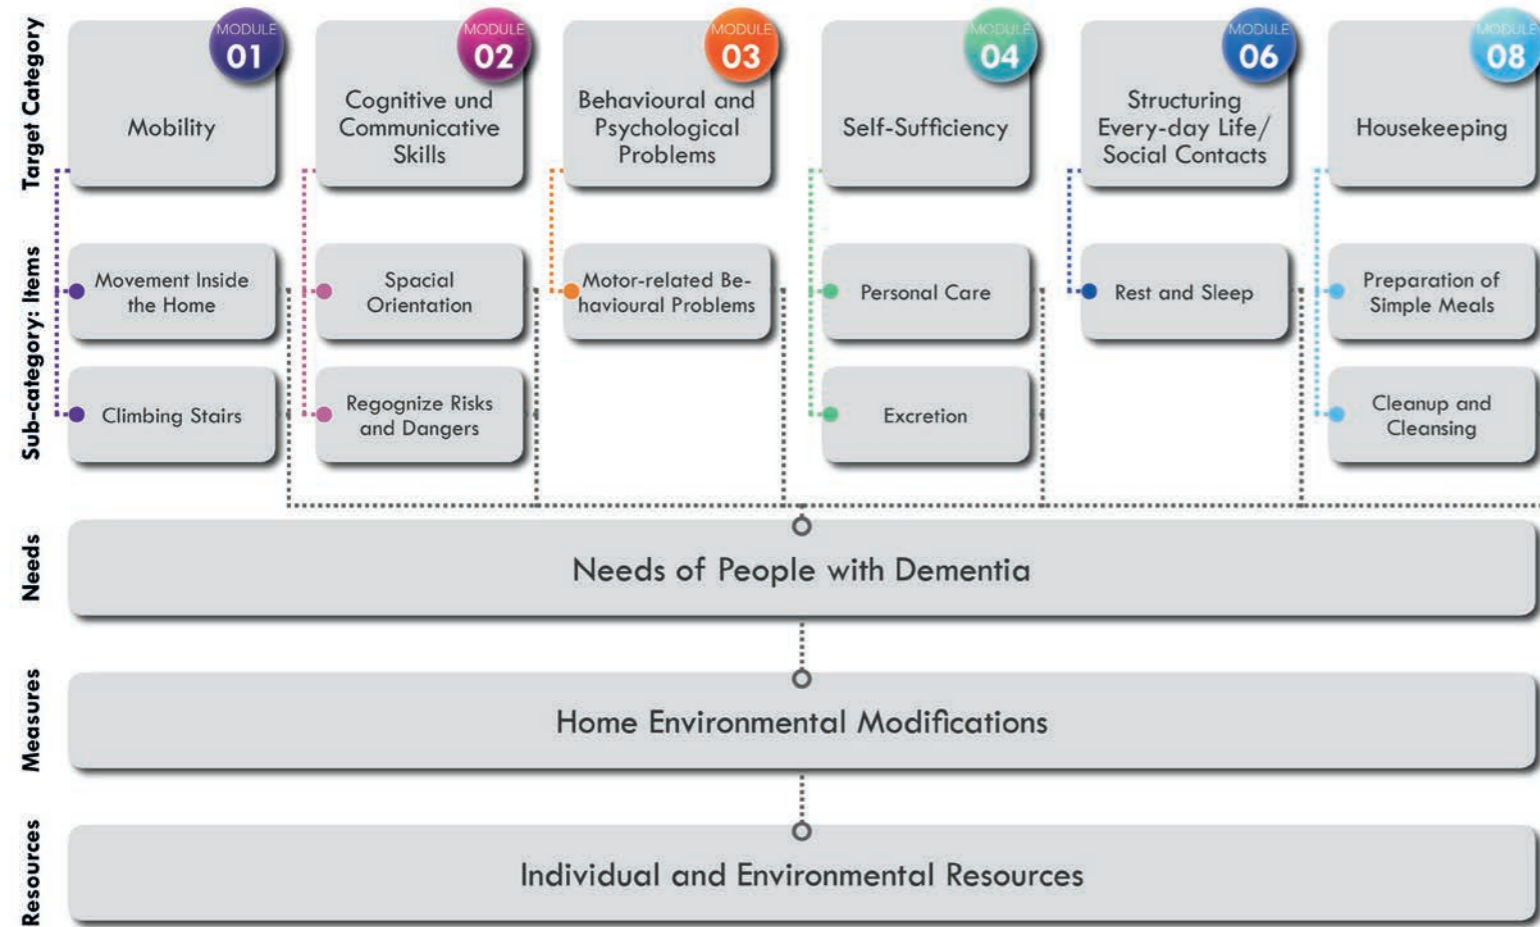 Target Category
MODULE
01
Mobility
MODULE
02
Cognitive und
Communicative
Skills
MODULE
03
Behavioural and
Psychological
Problems
MODULE
04
Self-Sufficiency
MODULE
06
Structuring
Every-day Life/
Social Contacts
MODULE
08
Housekeeping
Sub-category: Items
Movement Inside
the Home
Spacial
Orientation
Motor-related Be-
havioural Problems
Personal Care
Rest and Sleep
Preparation of
Simple Meals
Climbing Stairs
Regognize Risks
and Dangers
Excretion
Cleanup and
Cleansing
Needs
Needs of People with Dementia
Measures
Home Environmental Modifications
Resources
Individual and Environmental Resources